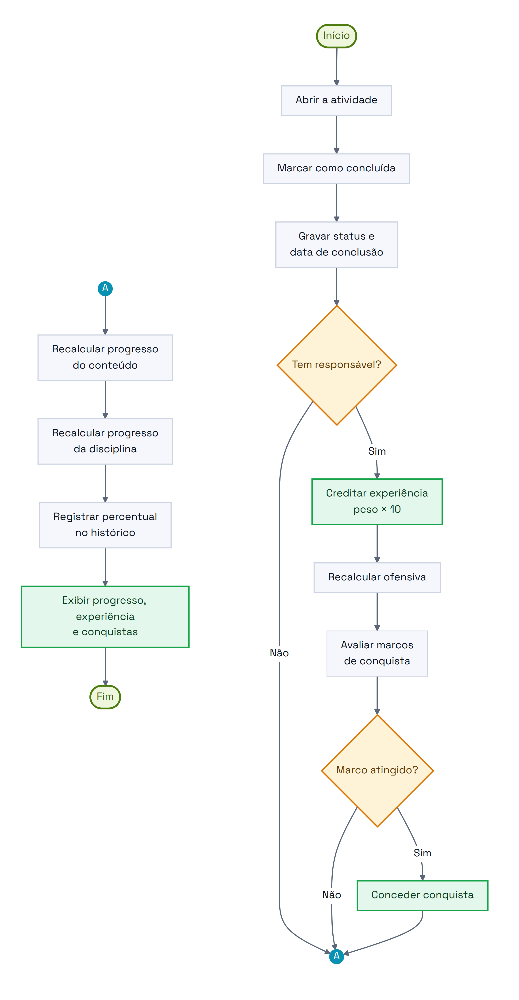 Início
Abrir a atividade
Marcar como concluída
Gravar status e
data de conclusão
Tem responsável?
Sim
Creditar experiência
peso × 10
Recalcular ofensiva
Avaliar marcos
de conquista
Não
Marco atingido?
Sim
Não
Conceder conquista
A
A
Recalcular progresso
do conteúdo
Recalcular progresso
da disciplina
Registrar percentual
no histórico
Exibir progresso,
experiência
e conquistas
Fim